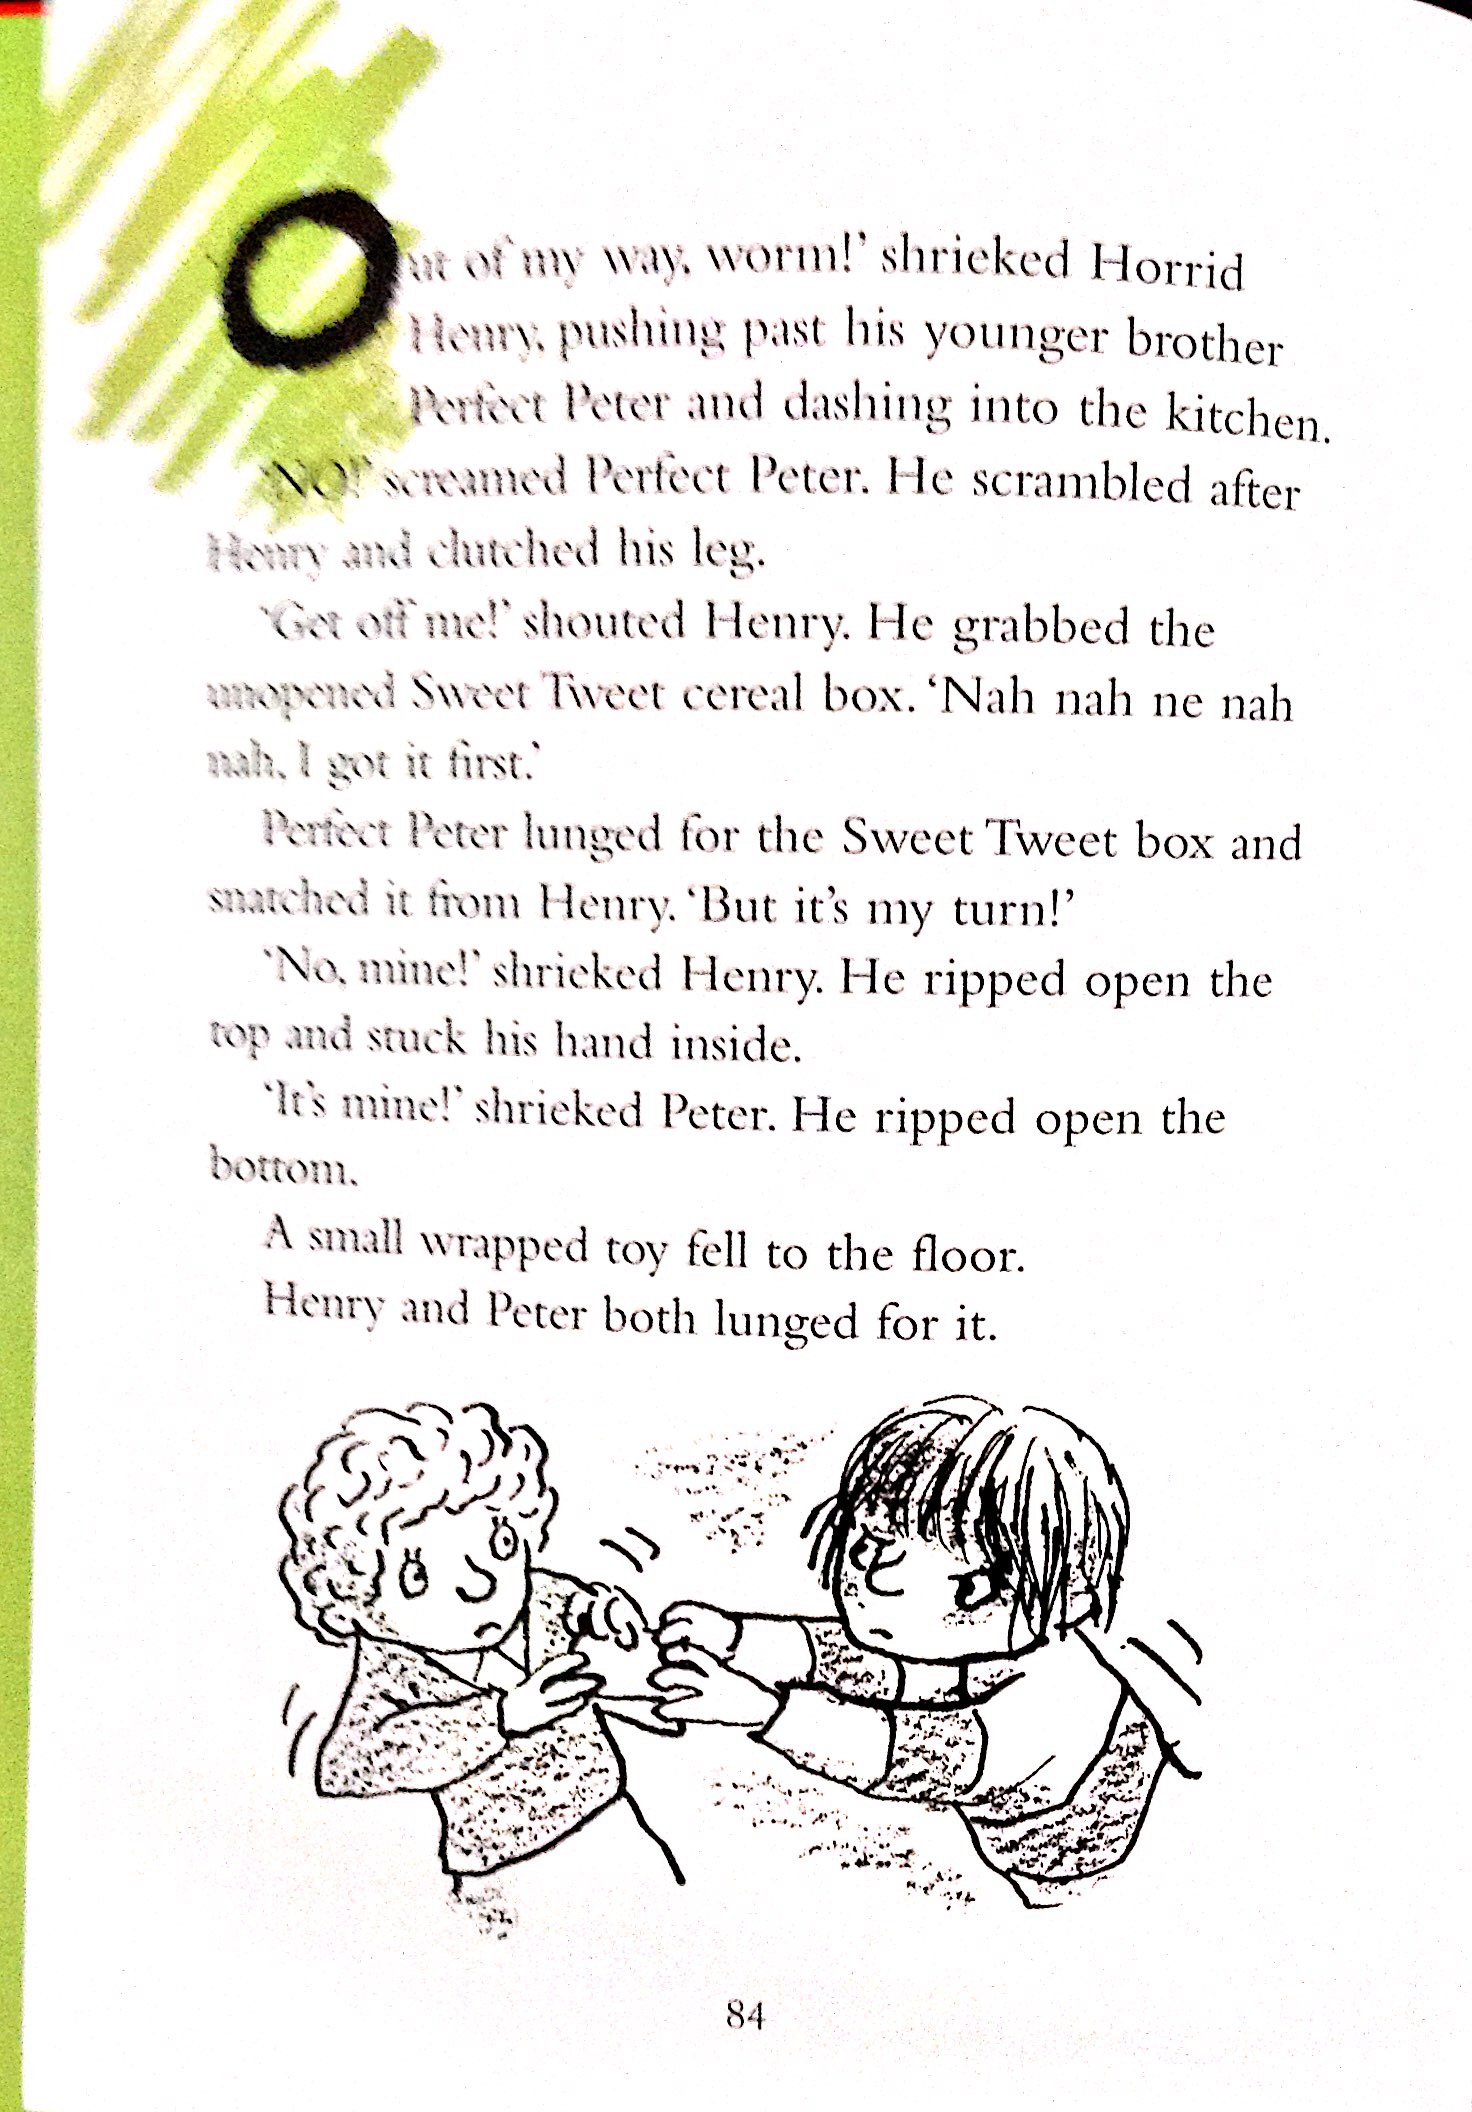 ‘Out of my way, worm!’ shrieked Horrid
Henry, pushing past his younger brother
Perfect Peter and dashing into the kitchen.
‘NO!’ screamed Perfect Peter. He scrambled after
Henry and clutched his leg.
‘Get off me!’ shouted Henry. He grabbed the
unopened Sweet Tweet cereal box. ‘Nah nah ne nah
nah, I got it first.’
Perfect Peter lunged for the Sweet Tweet box and
snatched it from Henry. ‘But it’s my turn!’
‘No, mine!’ shrieked Henry. He ripped open the
top and stuck his hand inside.
‘It’s mine!’ shrieked Peter. He ripped open the
bottom.
A small wrapped toy fell to the floor.
Henry and Peter both lunged for it.
84